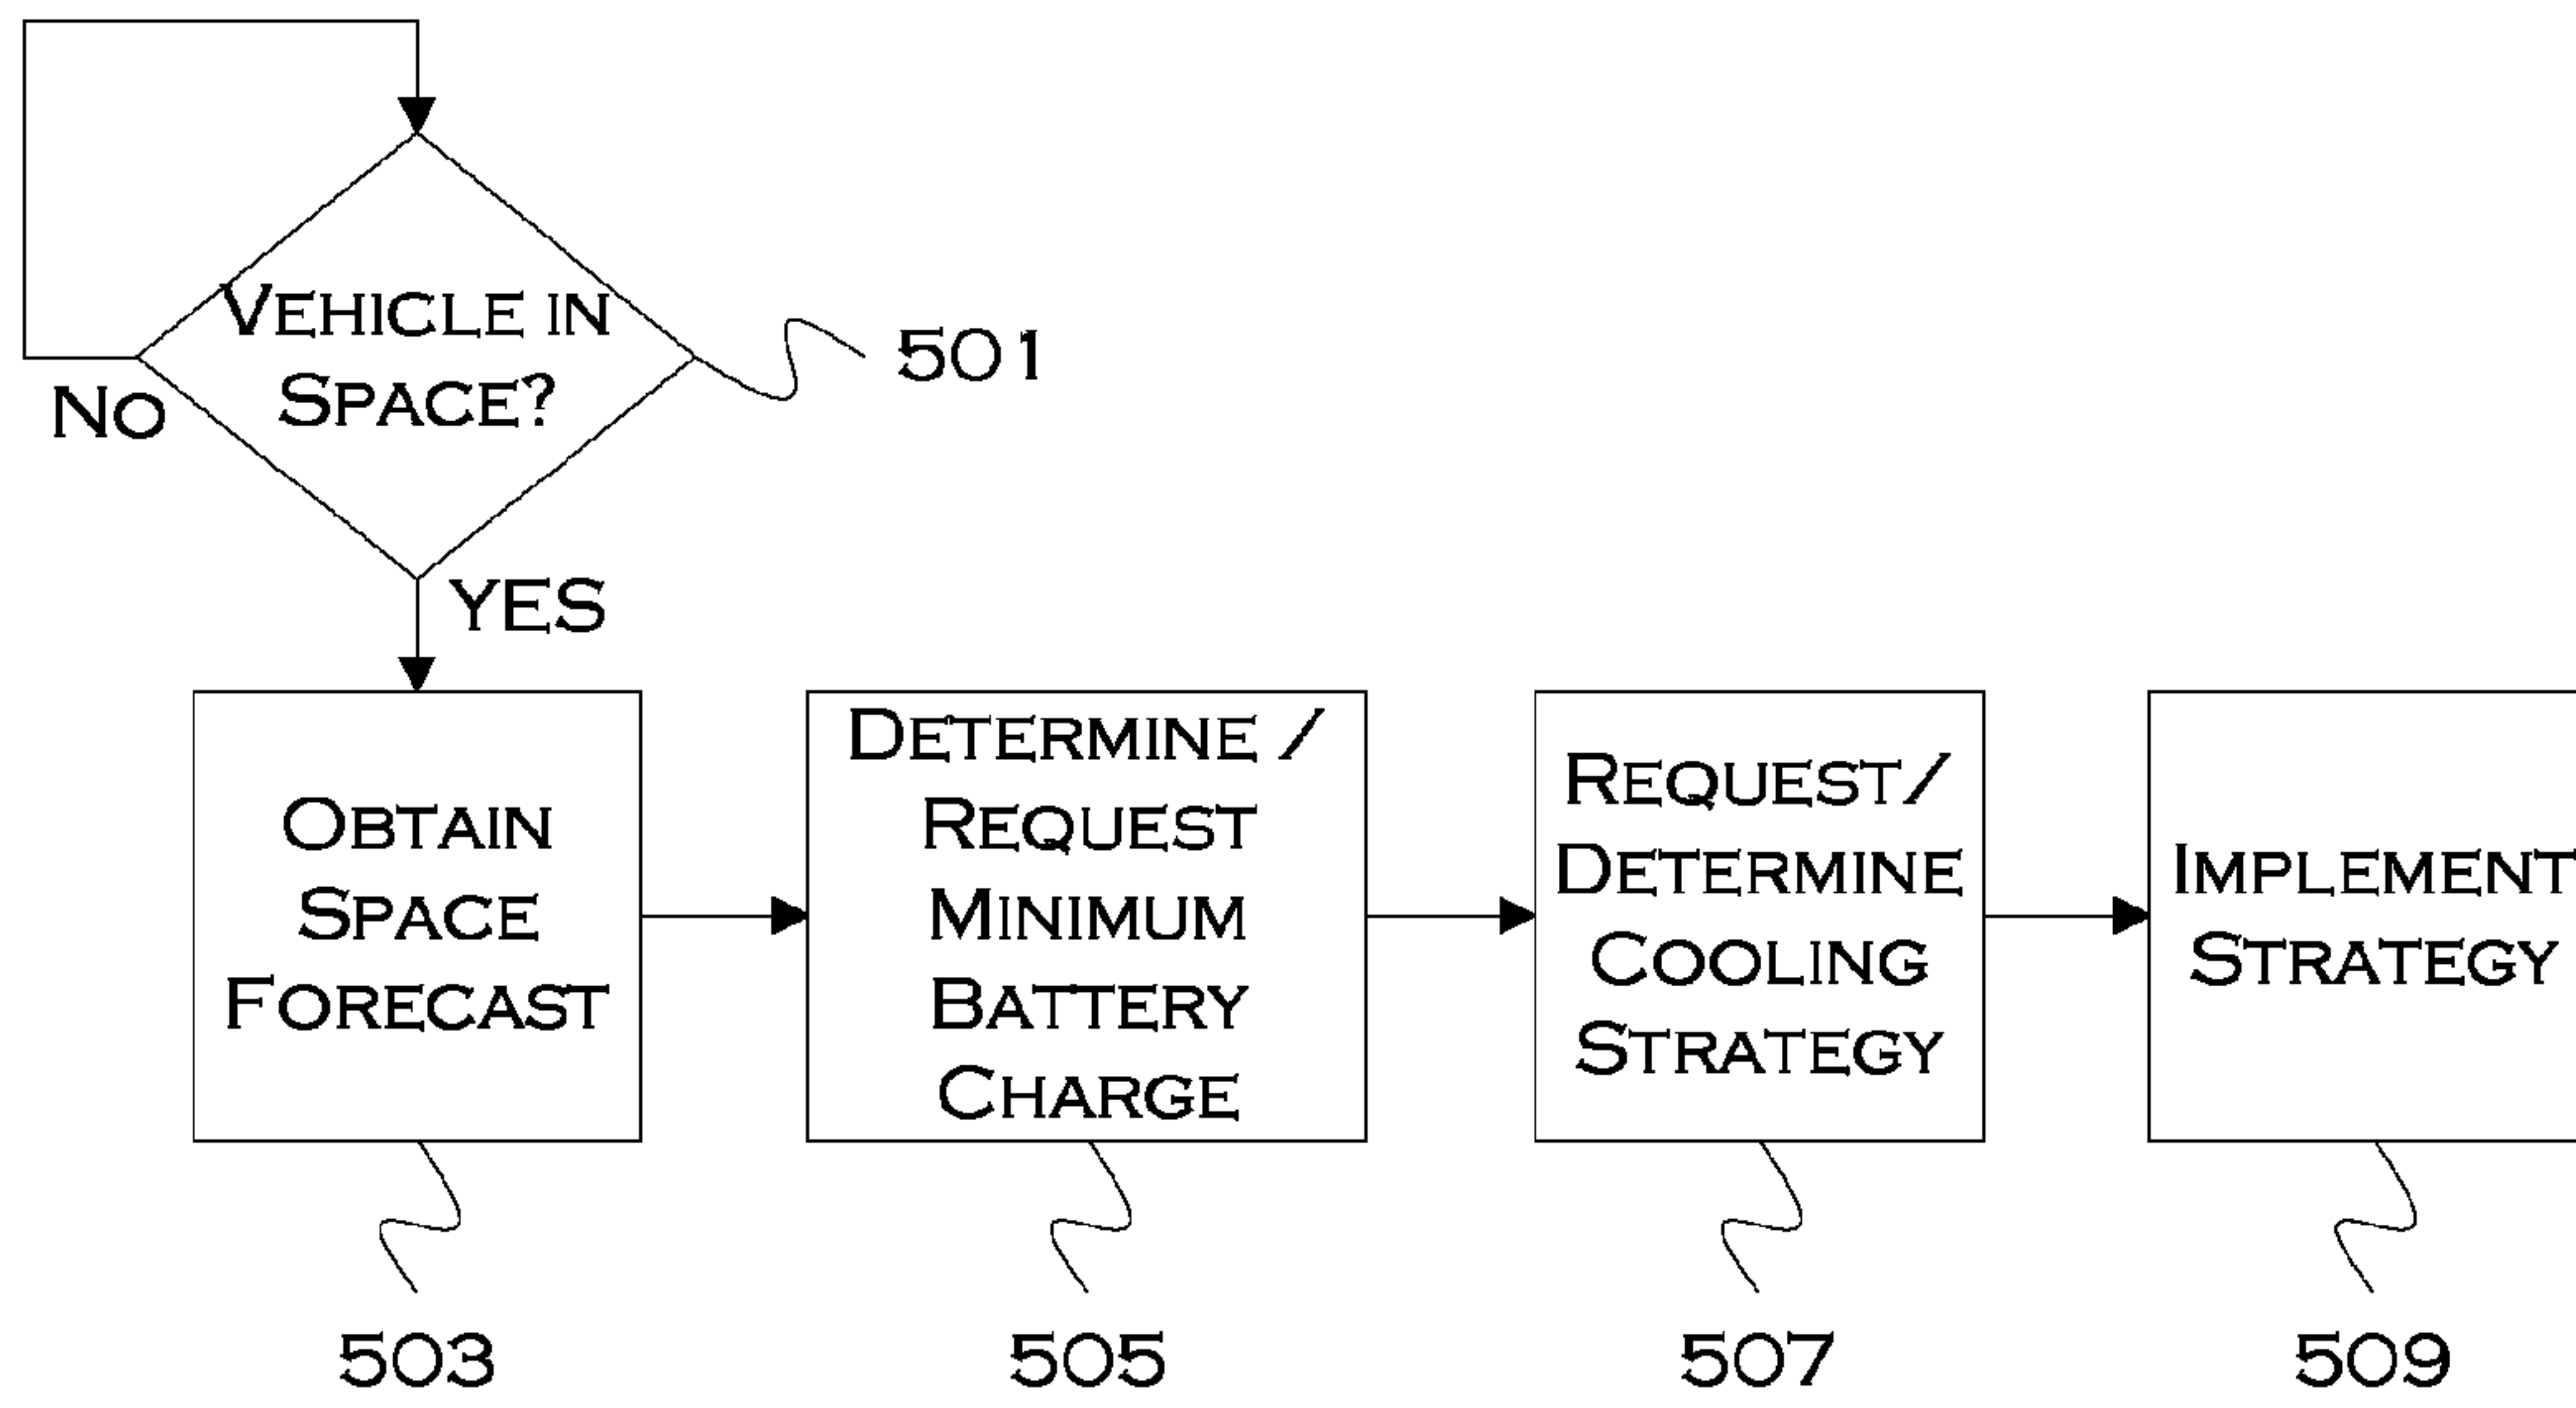 VEHICLE IN
SPACE?
501
NO
YES
OBTAIN
SPACE
FORECAST
DETERMINE /
REQUEST
MINIMUM
BATTERY
CHARGE
REQUEST/
DETERMINE
COOLING
STRATEGY
IMPLEMENT
STRATEGY
503
505
507
509